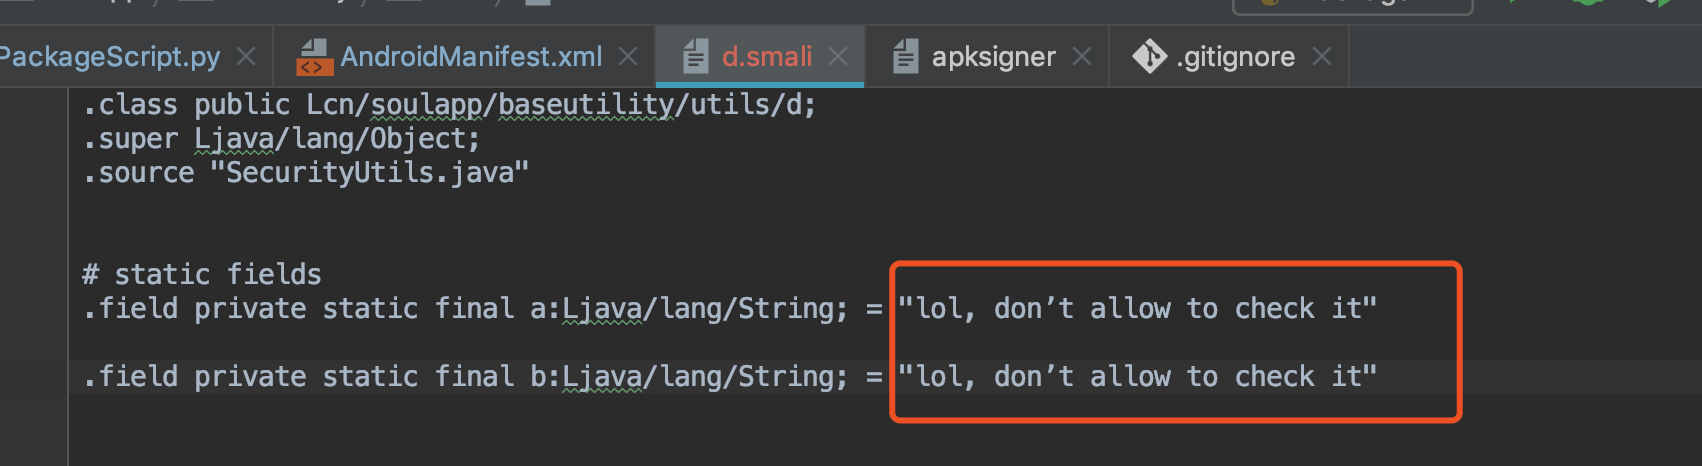 PackageScript.py
AndroidManifest.xml
d.smali
apksigner
.gitignore
.class public Lcn/soulapp/baseutility/utils/d;
.super Ljava/lang/Object;
.source "SecurityUtils.java"
# static fields
.field private static final a:Ljava/lang/String; = "lol, don’t allow to check it"
.field private static final b:Ljava/lang/String; = "lol, don’t allow to check it"